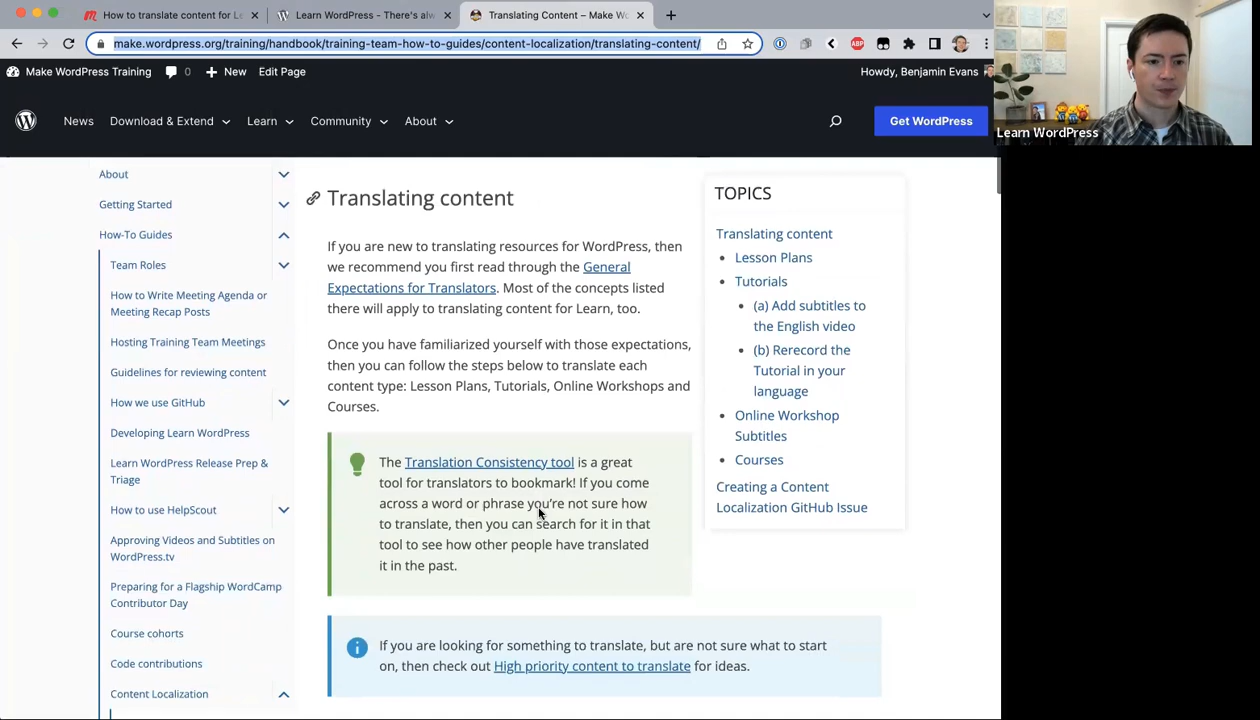 How to translate content for Le
Learn WordPress - There's alw
Translating Content – Make Wo
make.wordpress.org/training/handbook/training-team-how-to-guides/content-localization/translating-content/
ABP
Make WordPress Training
0
New
Edit Page
Howdy, Benjamin Evans
News
Download & Extend
Learn
Community
About
Get WordPress
Learn WordPress
About
Getting Started
How-To Guides
Team Roles
How to Write Meeting Agenda or
Meeting Recap Posts
Hosting Training Team Meetings
Guidelines for reviewing content
How we use GitHub
Developing Learn WordPress
Learn WordPress Release Prep &
Triage
How to use HelpScout
Approving Videos and Subtitles on
WordPress.tv
Preparing for a Flagship WordCamp
Contributor Day
Course cohorts
Code contributions
Content Localization
Translating content
If you are new to translating resources for WordPress, then
we recommend you first read through the General
Expectations for Translators. Most of the concepts listed
there will apply to translating content for Learn, too.
Once you have familiarized yourself with those expectations,
then you can follow the steps below to translate each
content type: Lesson Plans, Tutorials, Online Workshops and
Courses.
The Translation Consistency tool is a great
tool for translators to bookmark! If you come
across a word or phrase you're not sure how
to translate, then you can search for it in that
tool to see how other people have translated
it in the past.
If you are looking for something to translate, but are not sure what to start
on, then check out High priority content to translate for ideas.
TOPICS
Translating content
Lesson Plans
Tutorials
(a) Add subtitles to
the English video
(b) Rerecord the
Tutorial in your
language
Online Workshop
Subtitles
Courses
Creating a Content
Localization GitHub Issue